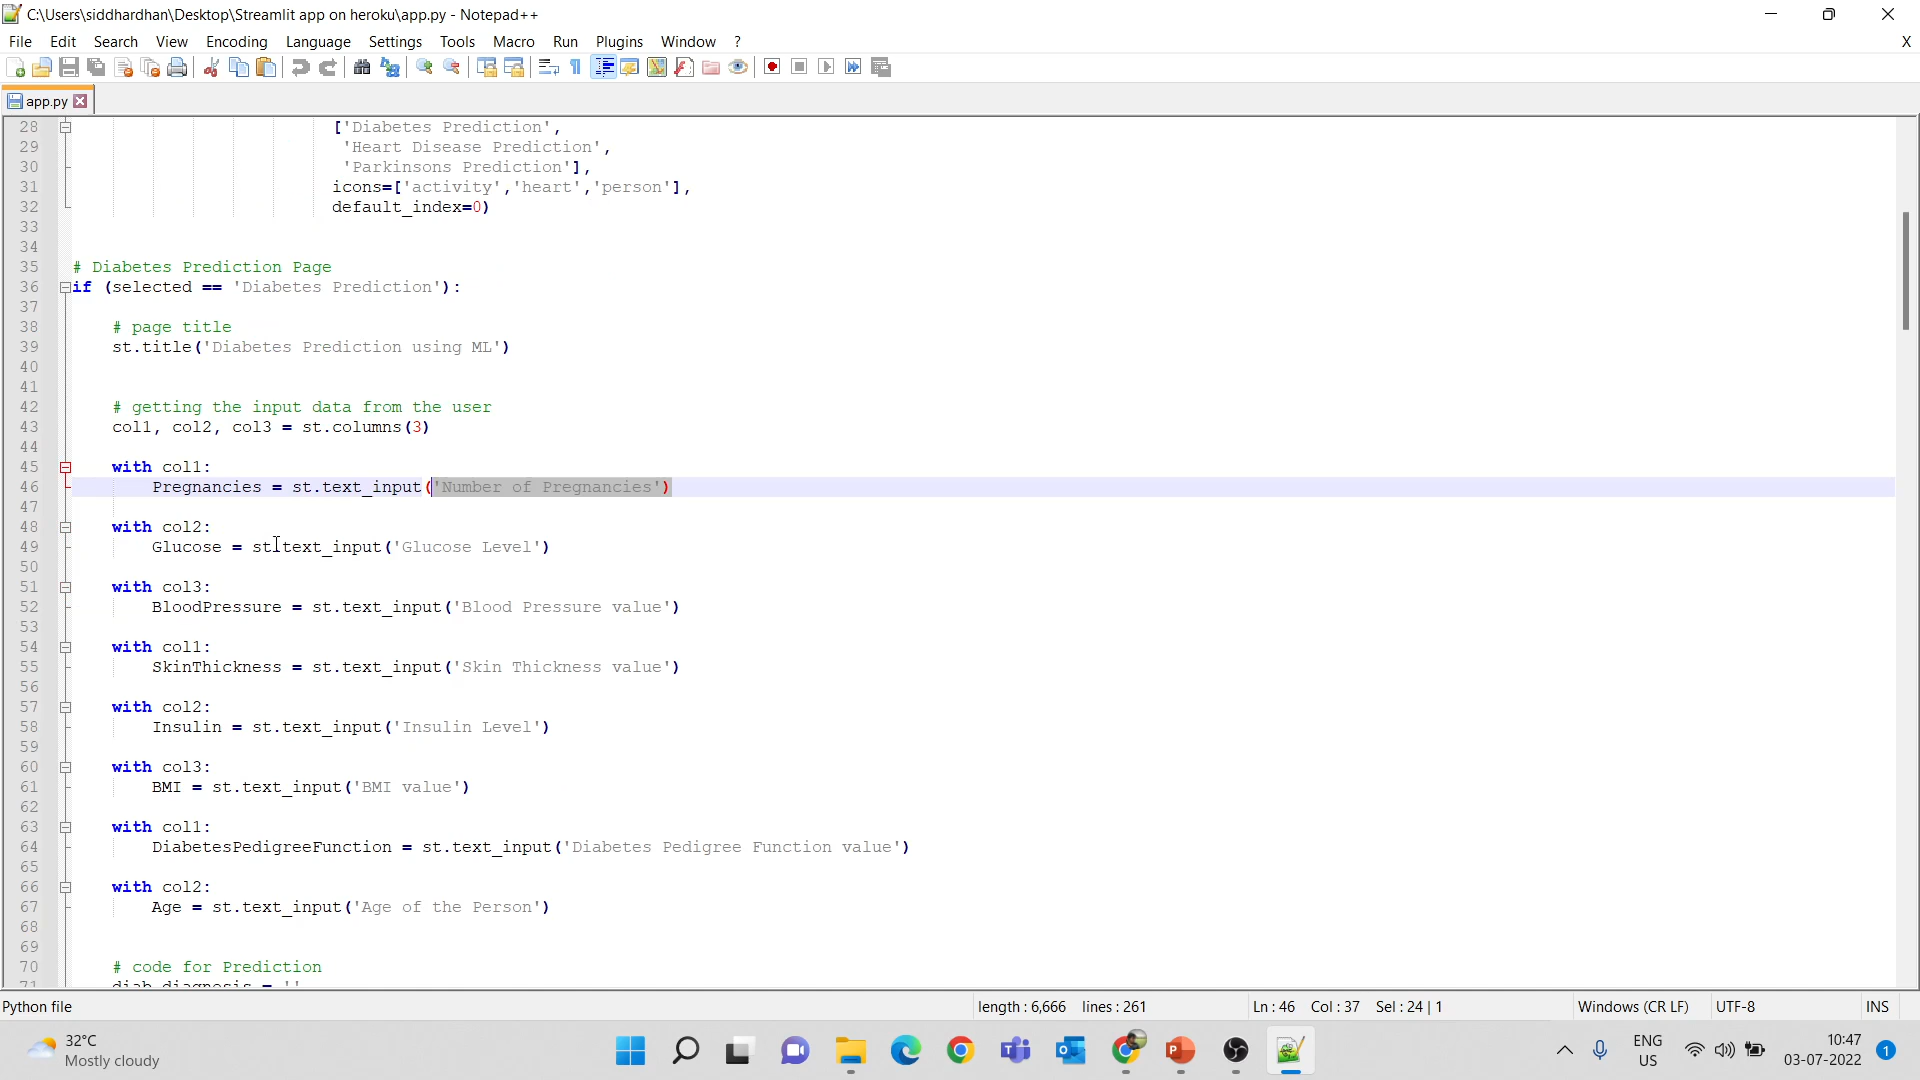 C:\Users\siddhardhan\Desktop\Streamlit app on heroku\app.py - Notepad++
File Edit Search View Encoding Language Settings Tools Macro Run Plugins Window ? X
app.py
28 ['Diabetes Prediction',
29 'Heart Disease Prediction',
30 'Parkinsons Prediction'],
31 icons=['activity','heart','person'],
32 default_index=0)
33
34
35 # Diabetes Prediction Page
36 if (selected == 'Diabetes Prediction'):
37
38 # page title
39 st.title('Diabetes Prediction using ML')
40
41
42 # getting the input data from the user
43 col1, col2, col3 = st.columns(3)
44
45 with col1:
46 Pregnancies = st.text_input('Number of Pregnancies')
47
48 with col2:
49 Glucose = st.text_input('Glucose Level')
50
51 with col3:
52 BloodPressure = st.text_input('Blood Pressure value')
53
54 with col1:
55 SkinThickness = st.text_input('Skin Thickness value')
56
57 with col2:
58 Insulin = st.text_input('Insulin Level')
59
60 with col3:
61 BMI = st.text_input('BMI value')
62
63 with col1:
64 DiabetesPedigreeFunction = st.text_input('Diabetes Pedigree Function value')
65
66 with col2:
67 Age = st.text_input('Age of the Person')
68
69
70 # code for Prediction
71 diab_diagnosis = ''
Python file length : 6,666 lines : 261 Ln : 46 Col : 37 Sel : 24 | 1 Windows (CR LF) UTF-8 INS
32°C
Mostly cloudy
ENG
US
10:47
03-07-2022
1